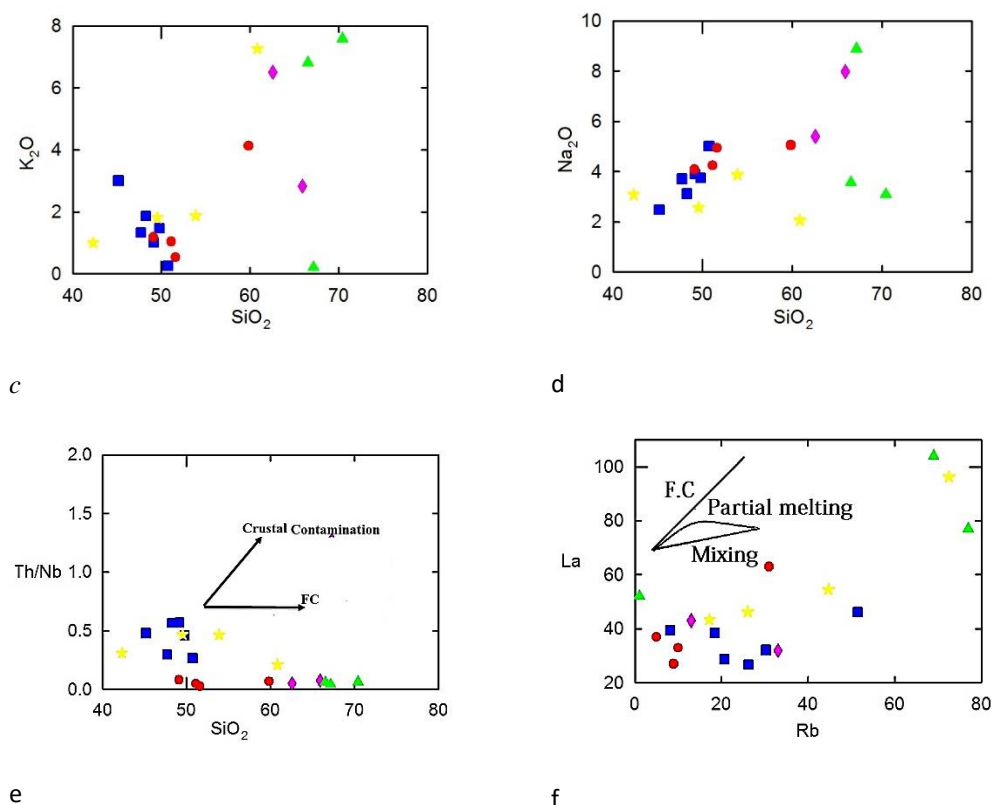 8
6
4
2
0
K₂O
40 50 60 70 80
SiO₂
c
10
8
6
4
2
0
Na₂O
40 50 60 70 80
SiO₂
d
2.0
1.5
1.0
0.5
0.0
Th/Nb
Crustal Contamination
FC
40 50 60 70 80
SiO₂
e
100
80
60
40
20
La
F.C
Partial melting
Mixing
0 20 40 60 80
Rb
f